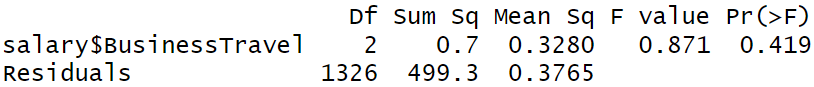 Df Sum Sq Mean Sq F value Pr(>F)
salary$BusinessTravel 2 0.7 0.3280 0.871 0.419
Residuals 1326 499.3 0.3765